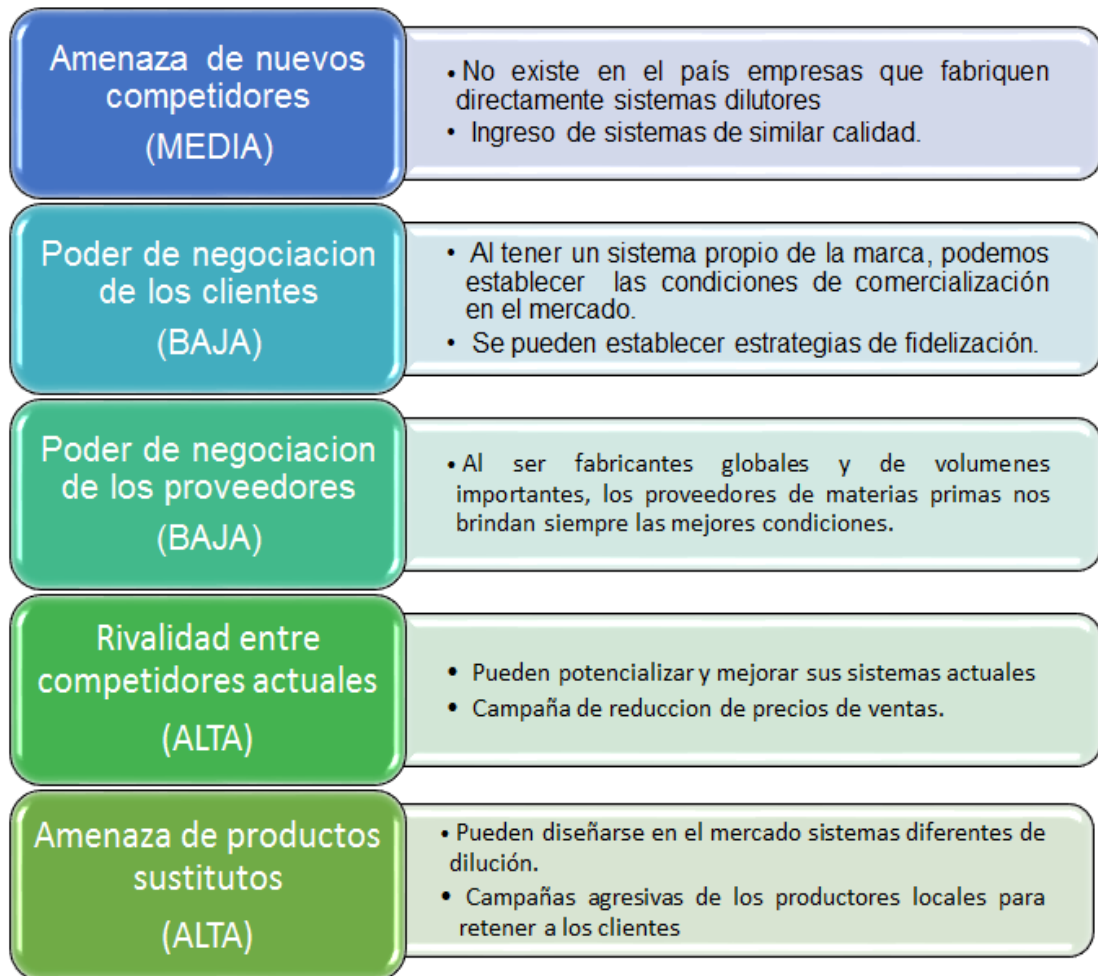 Amenaza de nuevos
competidores
(MEDIA)
• No existe en el país empresas que fabriquen
directamente sistemas dilutores
• Ingreso de sistemas de similar calidad.
Poder de negociacion
de los clientes
(BAJA)
• Al tener un sistema propio de la marca, podemos
establecer las condiciones de comercialización
en el mercado.
• Se pueden establecer estrategias de fidelización.
Poder de negociacion
de los proveedores
(BAJA)
• Al ser fabricantes globales y de volumenes
importantes, los proveedores de materias primas nos
brindan siempre las mejores condiciones.
Rivalidad entre
competidores actuales
(ALTA)
• Pueden potencializar y mejorar sus sistemas actuales
• Campaña de reduccion de precios de ventas.
Amenaza de productos
sustitutos
(ALTA)
• Pueden diseñarse en el mercado sistemas diferentes de
dilución.
• Campañas agresivas de los productores locales para
retener a los clientes